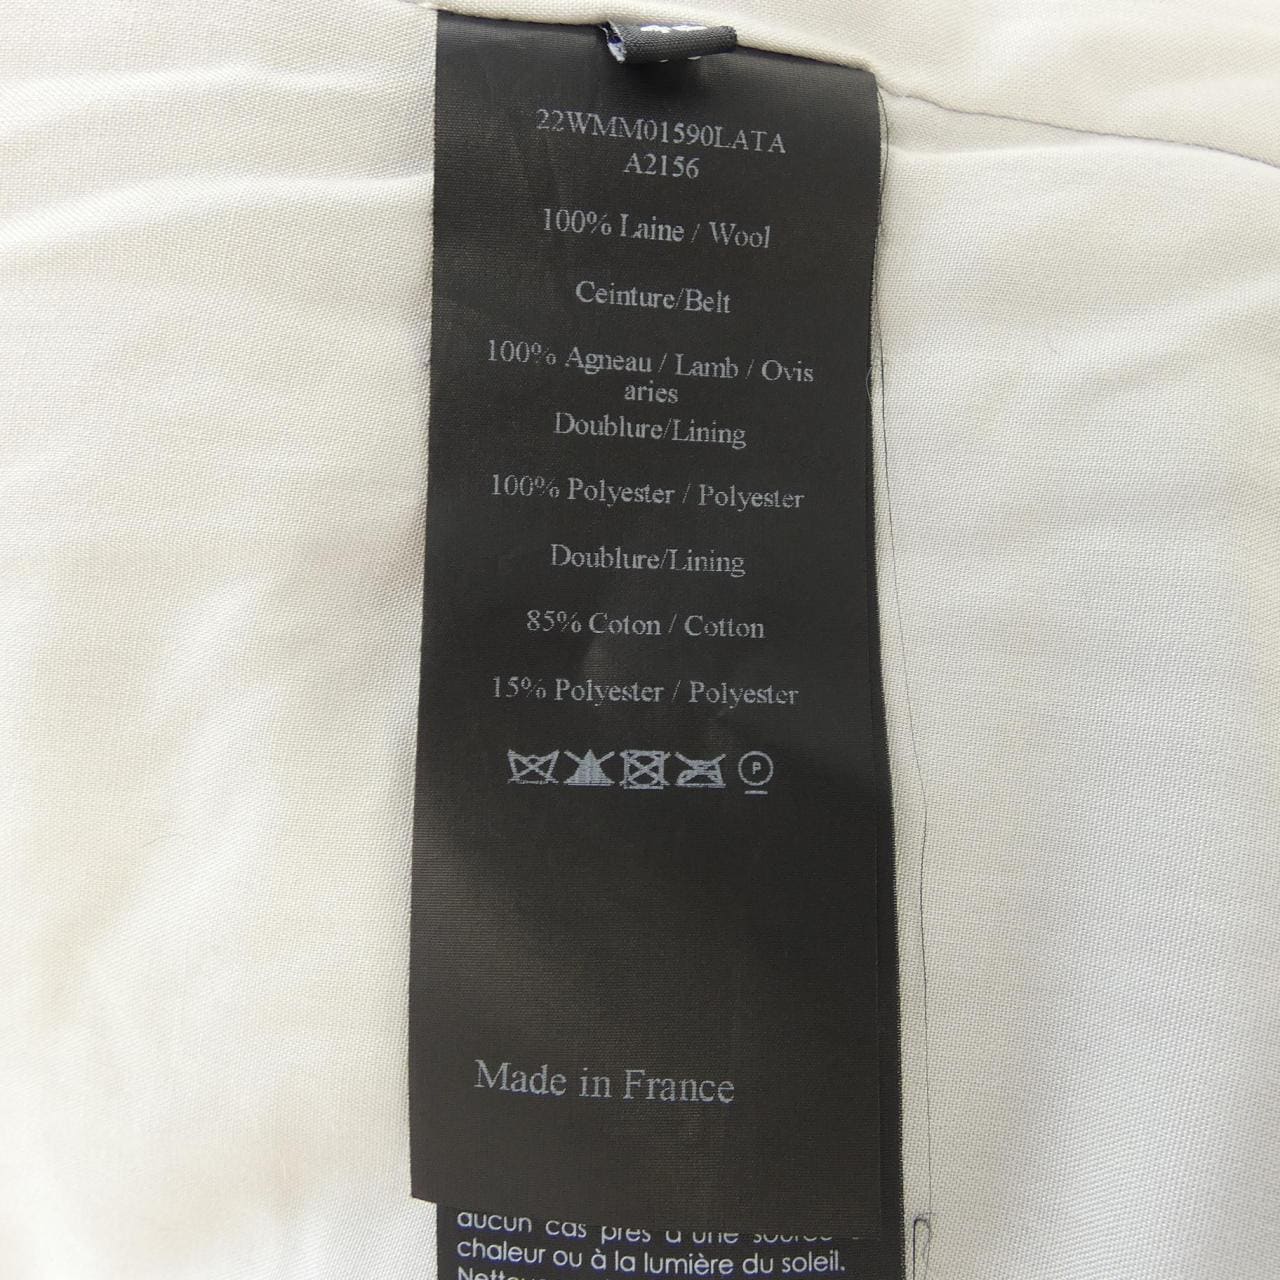 22WMM01590LATA
A2156
100% Laine / Wool
Ceinture/Belt
100% Agneau / Lamb / Ovis
aries
Doublure/Lining
100% Polyester / Polyester
Doublure/Lining
85% Coton / Cotton
15% Polyester / Polyester
P
Made in France
aucun cas près d'une source
chaleur ou à la lumière du soleil.